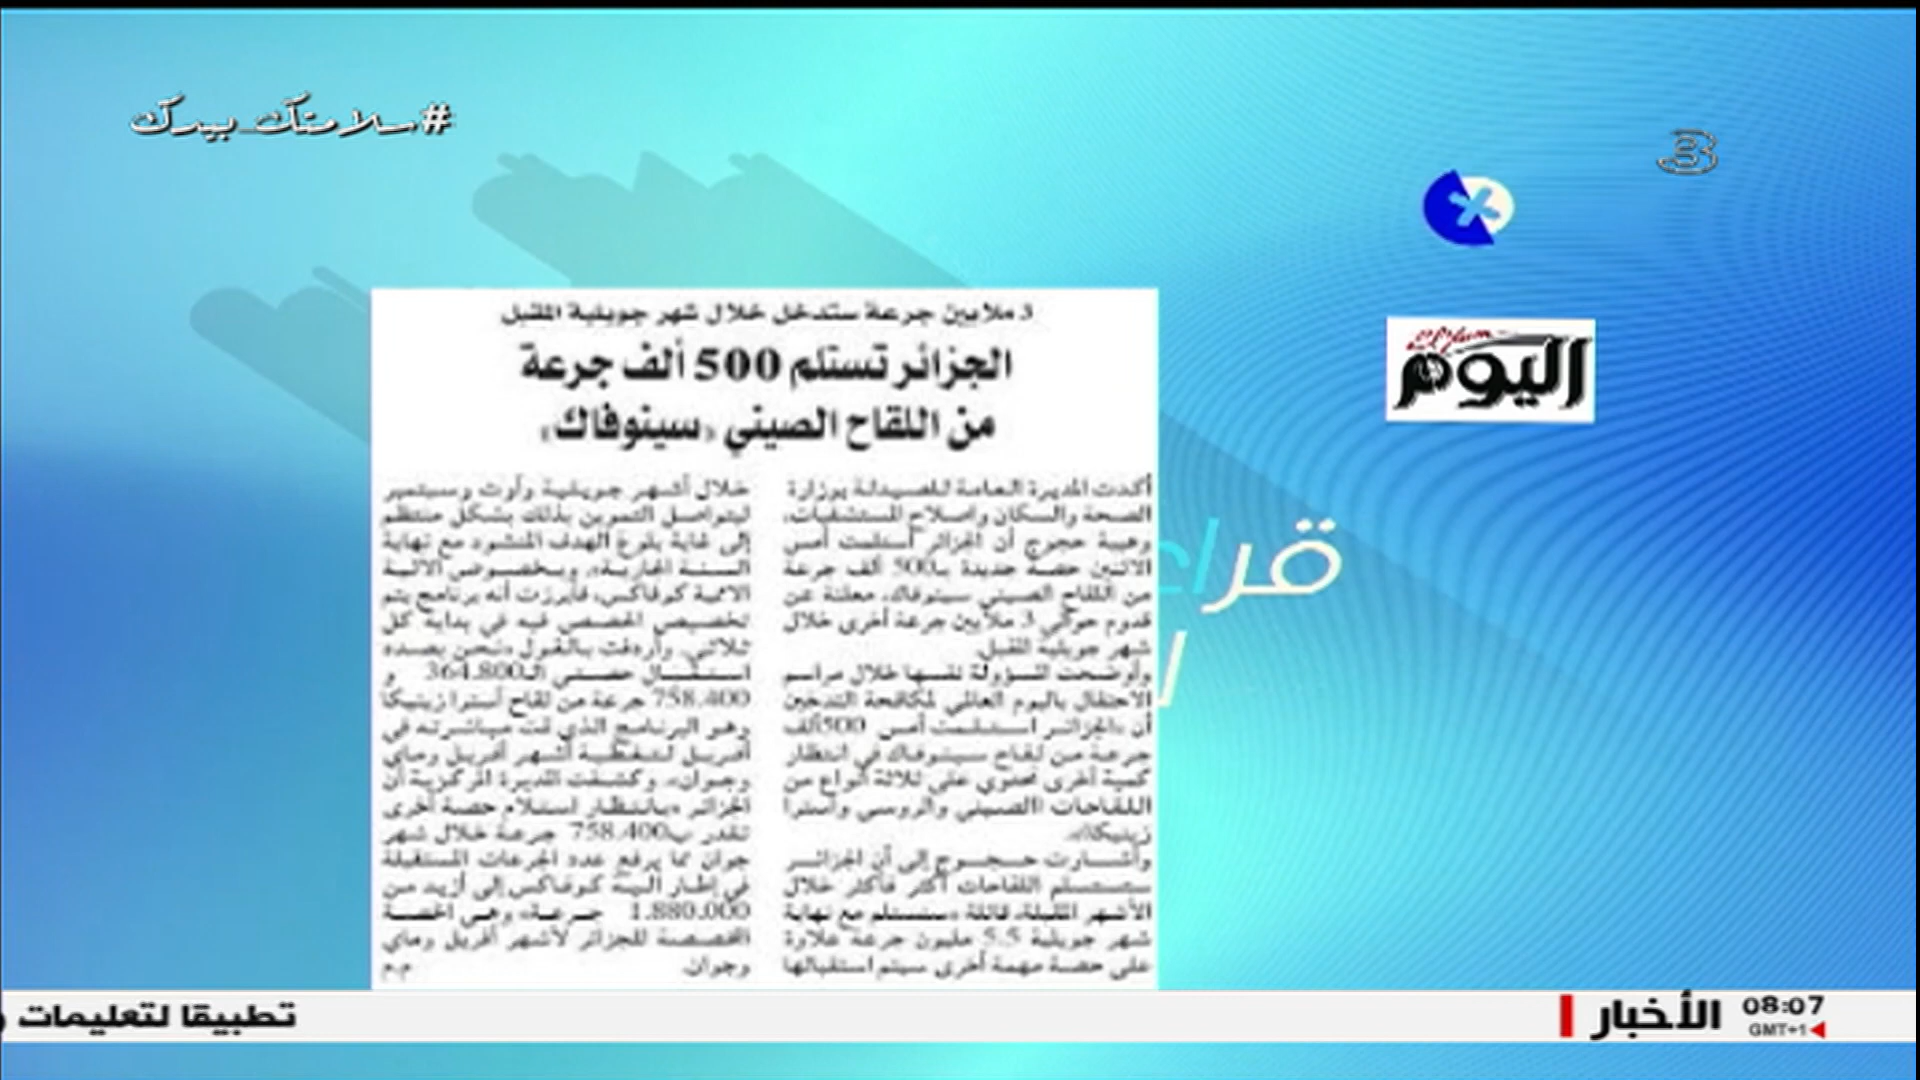 #سلامتك_بيدك
3
اليوم
3 ملايين جرعة ستدخل خلال شهر جويلية المقبل
الجزائر تستلم 500 ألف جرعة
من اللقاح الصيني «سينوفاك»
أكدت المديرة العامة للصيدلة بوزارة
الصحة والسكان وإصلاح المستشفيات،
وهيبة حجوج أن الجزائر استلمت أمس
الاثنين حصة جديدة بـ500 ألف جرعة
من اللقاح الصيني سينوفاك، معلنة عن
قدوم حوالي 3 ملايين جرعة أخرى خلال
شهر جويلية المقبل.
وأوضحت المسؤولة نفسها خلال مراسم
الاحتفال باليوم العالمي لمكافحة التدخين
أن «الجزائر استلمت أمس 500ألف
جرعة من لقاح سينوفاك في انتظار
كمية أخرى تحتوي على ثلاثة أنواع من
اللقاحات (الصيني والروسي وأسترا
زينيكا)».
وأشارت حجوج إلى أن الجزائر
ستستلم اللقاحات أكثر فأكثر خلال
الأشهر المقبلة، قائلة «سنستلم مع نهاية
شهر جويلية 5.5 مليون جرعة علاوة
على حصة مهمة أخرى سيتم استقبالها
خلال أشهر جويلية وأوت وسبتمبر
ليتواصل التموين بذلك بشكل منتظم
إلى غاية بلوغ الهدف المنشود مع نهاية
السنة الجارية». وبخصوص الآلية
الأممية كوفاكس، فأبرزت أنه برنامج يتم
تخصيص الحصص فيه في بداية كل
ثلاثي. وأردفت بالقول «نحن بصدد
استقبال حصتي الـ364.800 و
758.400 جرعة من لقاح أسترا زينيكا
وهو البرنامج الذي تمت مباشرته في
أفريل لتغطية أشهر أفريل وماي
وجوان». وكشفت المديرة المركزية أن
الجزائر «بانتظار استلام حصة أخرى
تقدر ب758.400 جرعة خلال شهر
جوان مما يرفع عدد الجرعات المستقبلة
في إطار آلية كوفاكس إلى أزيد من
1.880.000 جرعة» وهي الحصة
المخصصة للجزائر لأشهر أفريل وماي
وجوان.
م.م
08:07
GMT+1
الأخبار
تطبيقا لتعليمات